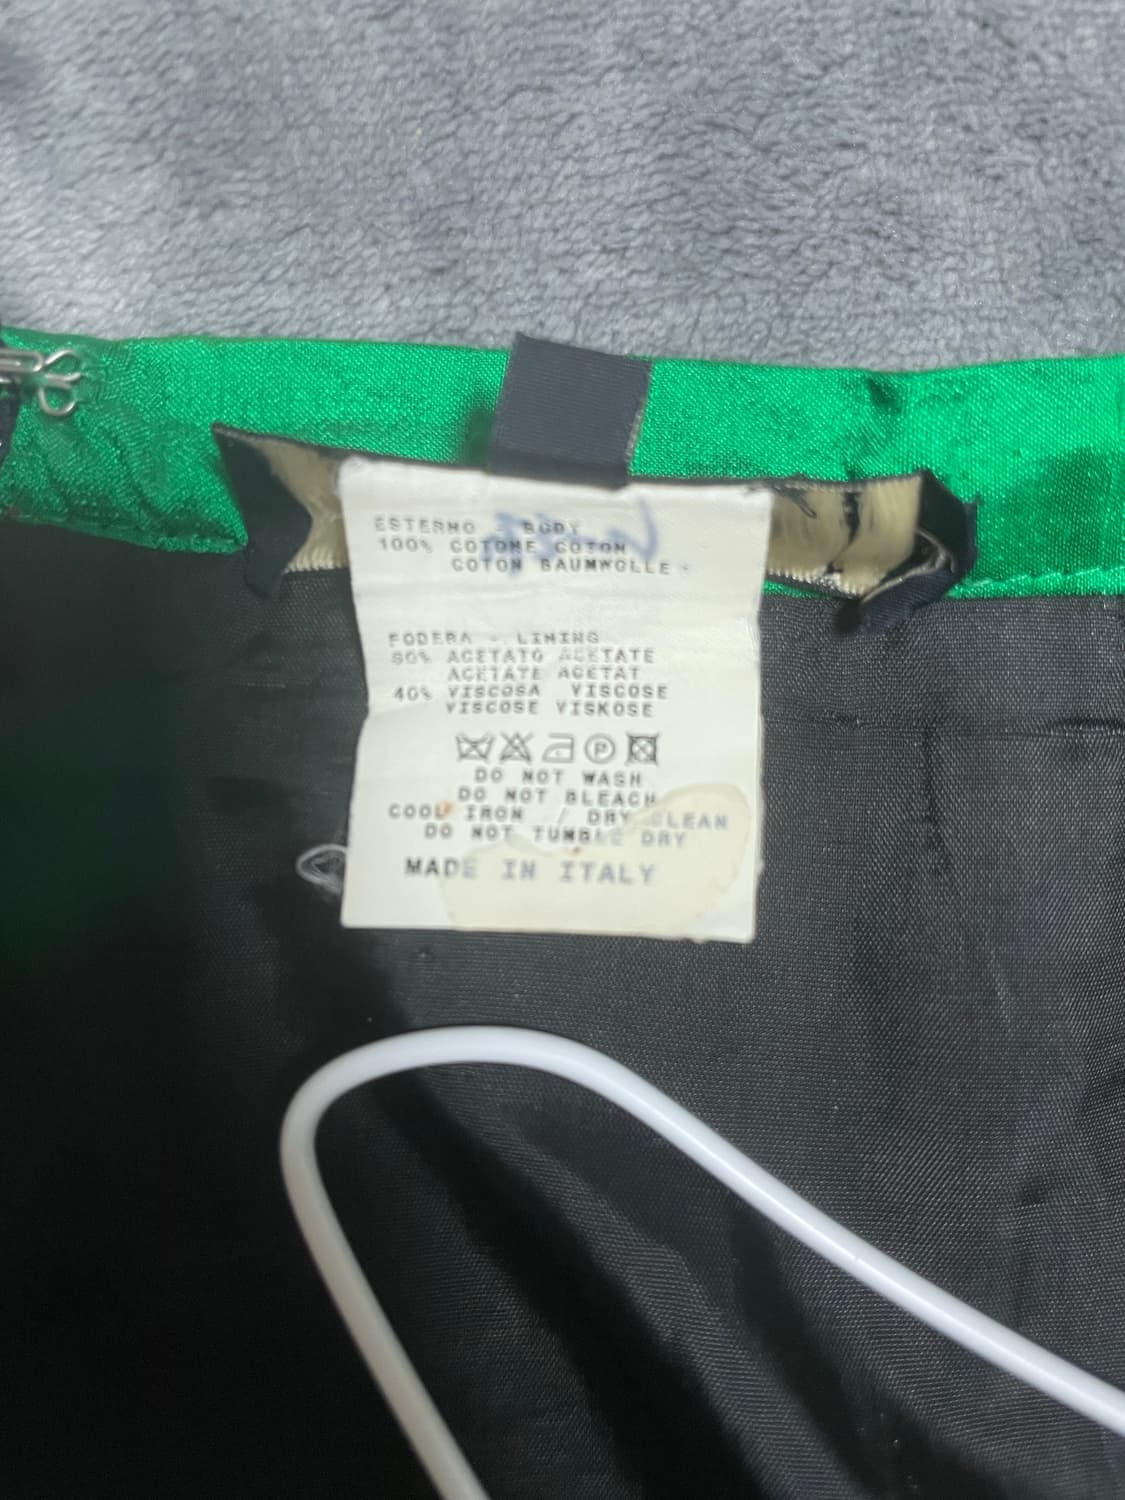 ESTERNO - BODY
100% COTONE COTON
COTON BAUMWOLLE
FODERA - LINING
60% ACETATO ACETATE
ACETATE ACETAT
40% VISCOSA VISCOSE
VISCOSE VISKOSE
P
DO NOT WASH
DO NOT BLEACH
COOL IRON / DRY CLEAN
DO NOT TUMBLE DRY
MADE IN ITALY